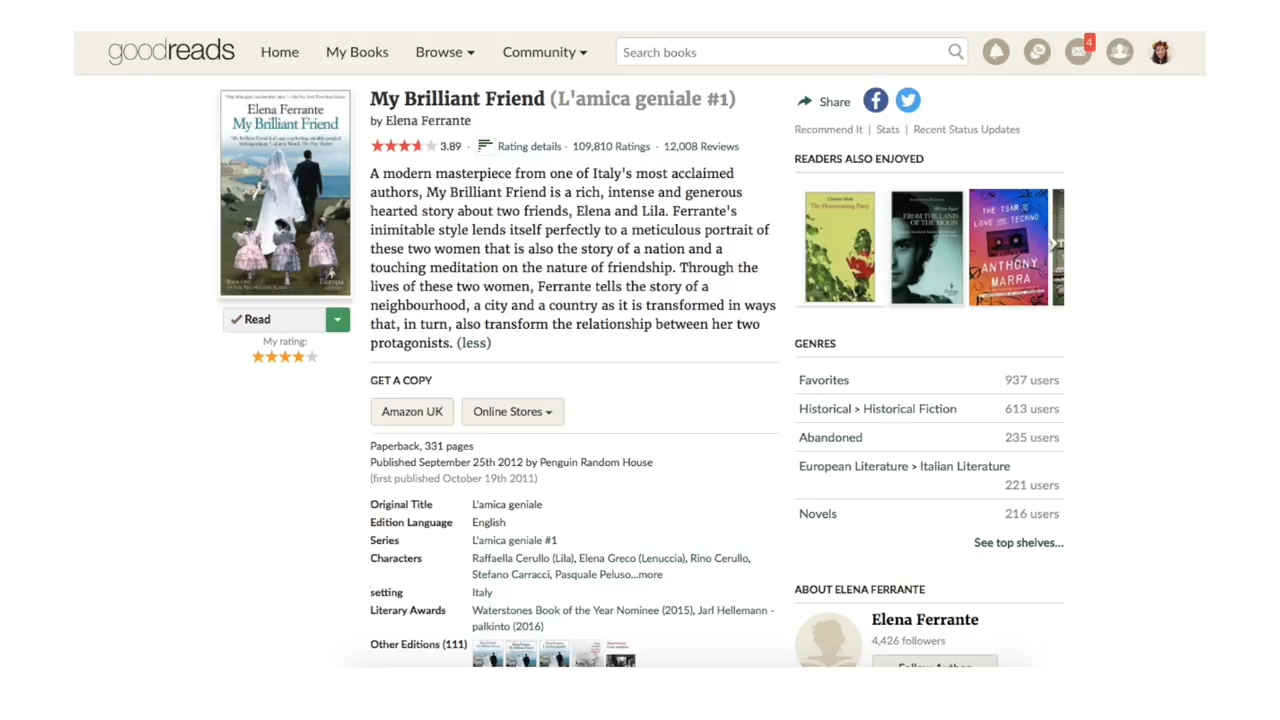 goodreads Home My Books Browse Community Search books 4
Elena Ferrante
My Brilliant Friend
Europa
Read
My rating:
My Brilliant Friend (L'amica geniale #1)
by Elena Ferrante
3.89 · Rating details · 109,810 Ratings · 12,008 Reviews
A modern masterpiece from one of Italy's most acclaimed
authors, My Brilliant Friend is a rich, intense and generous
hearted story about two friends, Elena and Lila. Ferrante's
inimitable style lends itself perfectly to a meticulous portrait of
these two women that is also the story of a nation and a
touching meditation on the nature of friendship. Through the
lives of these two women, Ferrante tells the story of a
neighbourhood, a city and a country as it is transformed in ways
that, in turn, also transform the relationship between her two
protagonists. (less)
GET A COPY
Amazon UK Online Stores
Paperback, 331 pages
Published September 25th 2012 by Penguin Random House
(first published October 19th 2011)
Original Title L'amica geniale
Edition Language English
Series L'amica geniale #1
Characters Raffaella Cerullo (Lila), Elena Greco (Lenuccia), Rino Cerullo,
Stefano Carracci, Pasquale Peluso...more
setting Italy
Literary Awards Waterstones Book of the Year Nominee (2015), Jarl Hellemann -
palkinto (2016)
Other Editions (111)
Share
Recommend It | Stats | Recent Status Updates
READERS ALSO ENJOYED
FROM THE LAND
OF THE MOON
THE TSAR of
LOVE AND TECHNO
ANTHONY
MARRA
GENRES
Favorites 937 users
Historical > Historical Fiction 613 users
Abandoned 235 users
European Literature > Italian Literature
221 users
Novels 216 users
See top shelves...
ABOUT ELENA FERRANTE
Elena Ferrante
4,426 followers
Follow Author